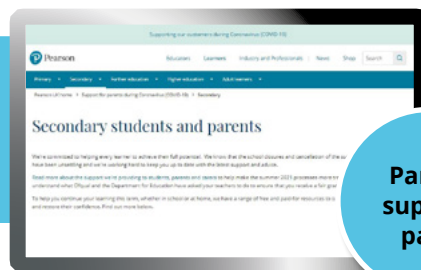 Supporting our customers during Coronavirus (COVID-19)
Pearson
Educators Learners Industry and Professionals News Shop Search
Primary Secondary Further education Higher education Adult learners
Pearson UK home > Support for parents during Coronavirus (COVID-19) > Secondary
Secondary students and parents
We're committed to helping every learner to achieve their full potential. We know that the school closures and cancellation of the
have been unsettling and we're working hard to keep you up to date with the latest support and advice.
Read more about the support we're providing to students, parents and carers to help make the summer 2021 processes more
understand what Ofqual and the Department for Education have asked your teachers to do to ensure that you receive a fair
To help you continue your learning this term, whether in school or at home, we have a range of free and paid-for resources
and restore their confidence. Find out more below.
Par
sup
pa